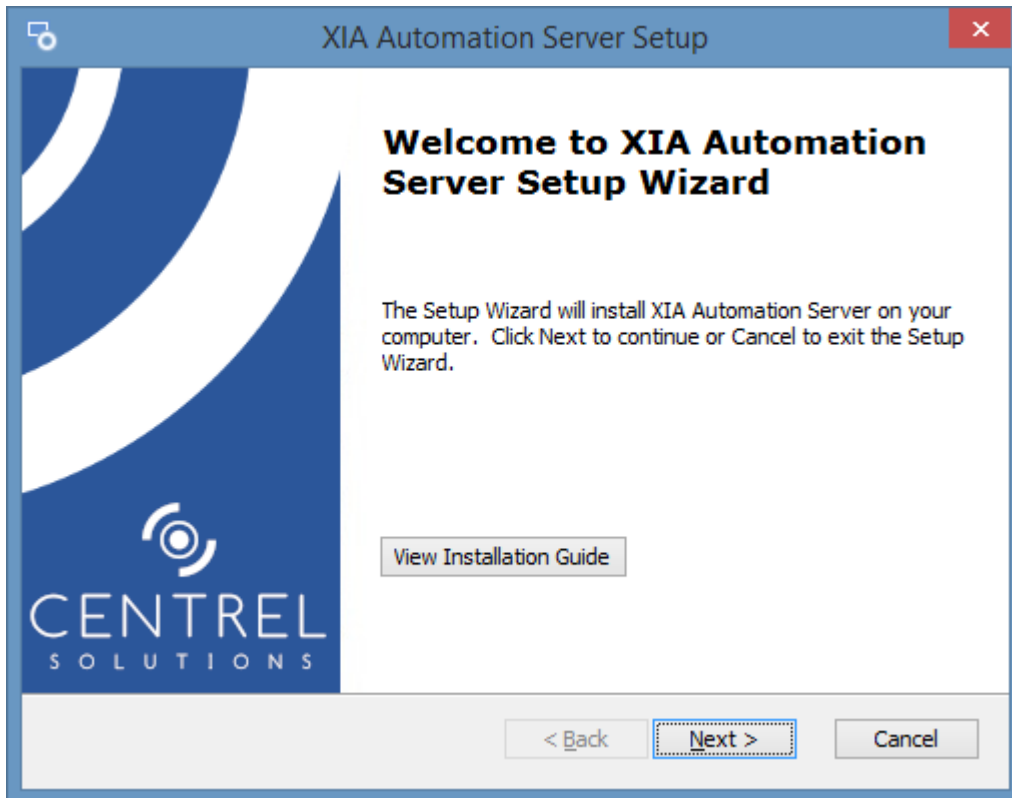 XIA Automation Server Setup
Welcome to XIA Automation
Server Setup Wizard
The Setup Wizard will install XIA Automation Server on your
computer.  Click Next to continue or Cancel to exit the Setup
Wizard.
View Installation Guide
CENTREL
SOLUTIONS
< Back
Next >
Cancel